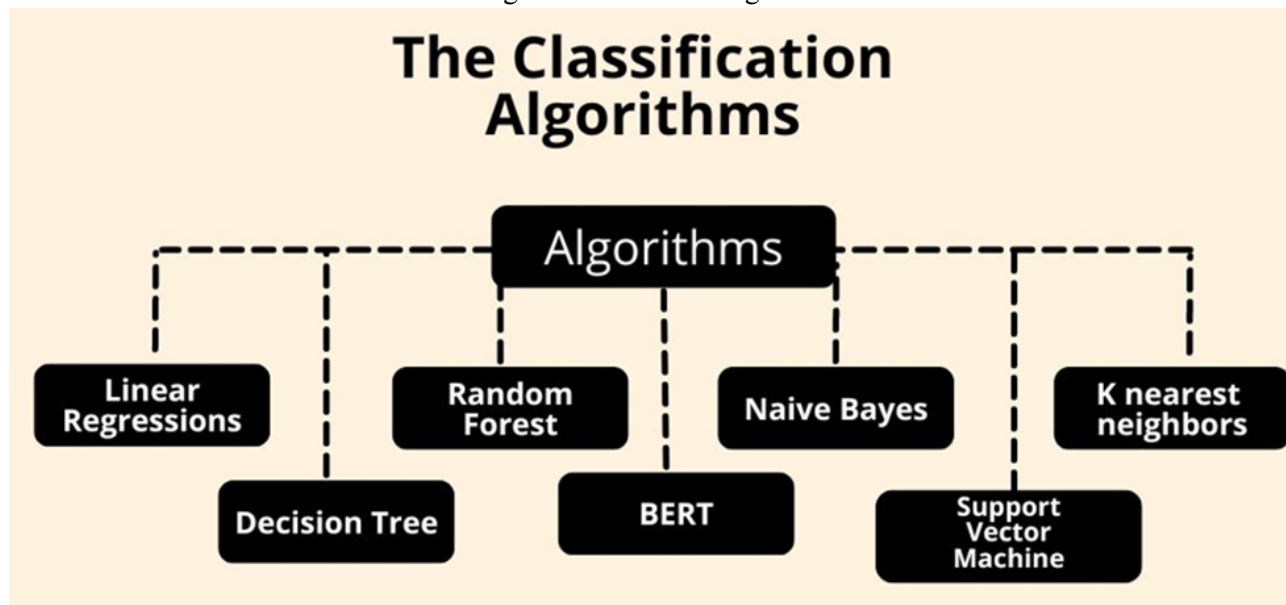 The Classification
Algorithms
Algorithms
Linear
Regressions
Random
Forest
Naive Bayes
K nearest
neighbors
Decision Tree
BERT
Support
Vector
Machine